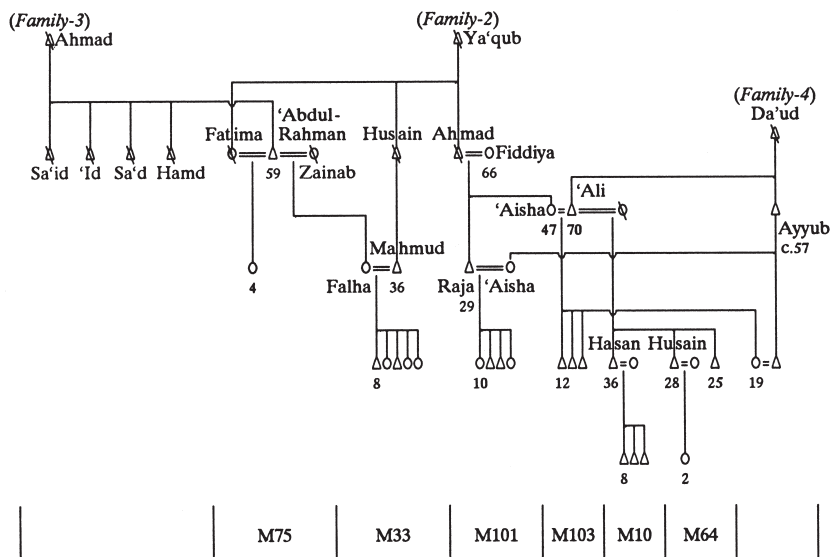 (Family-3)
Ahmad
(Family-2)
Ya‘qub
(Family-4)
Da’ud
Fatima
‘Abdul-
Rahman
Husain
Ahmad
Fiddiya
Sa‘id
‘Id
Sa‘d
Hamd
59
Zainab
66
‘Aisha
‘Ali
47
70
Ayyub
c.57
Mahmud
4
Falha
36
Raja
‘Aisha
29
Hasan
Husain
8
10
12
36
28
25
19
8
2
M75
M33
M101
M103
M10
M64